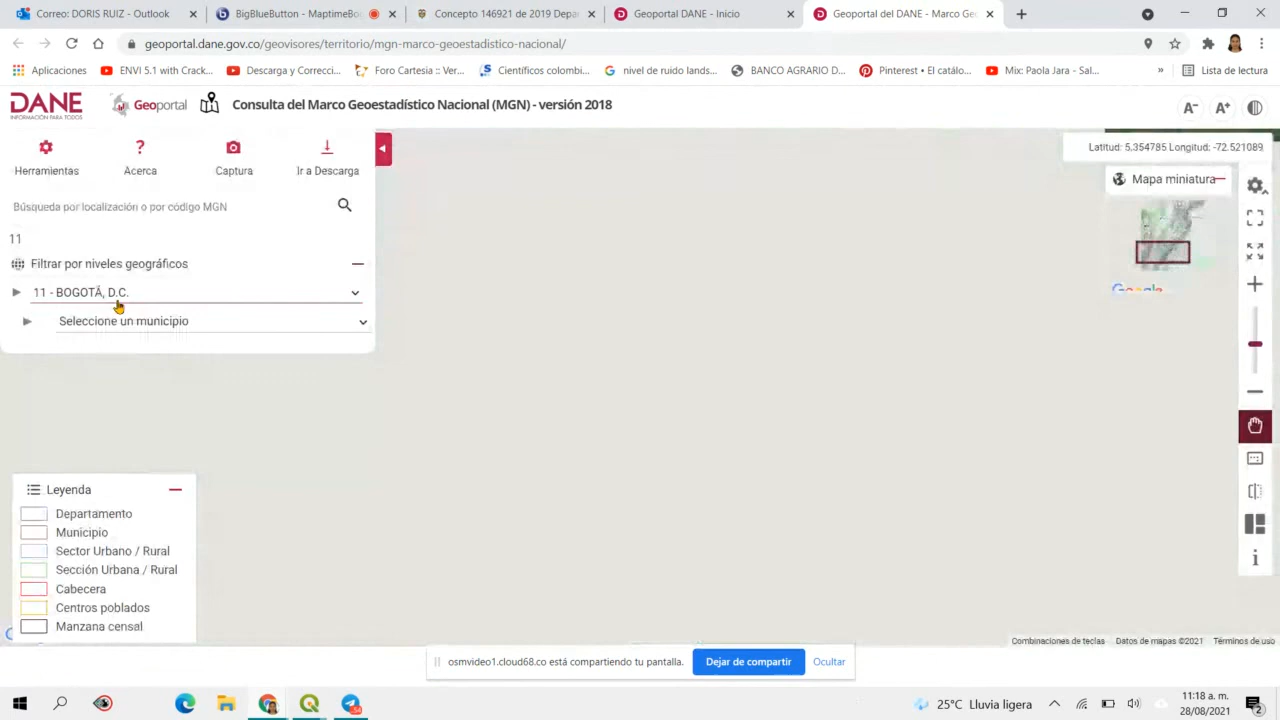 Correo: DORIS RUIZ - Outlook
BigBlueButton - MaptimeBo
Concepto 146921 de 2019 Depa
Geoportal DANE - Inicio
Geoportal del DANE - Marco Ge
geoportal.dane.gov.co/geovisores/territorio/mgn-marco-geoestadistico-nacional/
Aplicaciones
ENVI 5.1 with Crack...
Descarga y Correcci...
Foro Cartesia :: Ver...
Científicos colombi...
nivel de ruido lands...
BANCO AGRARIO D...
Pinterest • El catálo...
Mix: Paola Jara - Sal...
»
Lista de lectura
DANE
INFORMACIÓN PARA TODOS
Geoportal
Consulta del Marco Geoestadístico Nacional (MGN) - versión 2018
A-
A+
Herramientas
Acerca
Captura
Ir a Descarga
Latitud: 5,354785 Longitud: -72,521089
Mapa miniatura
Google
Búsqueda por localización o por código MGN
11
Filtrar por niveles geográficos
11 - BOGOTÁ, D.C.
Seleccione un municipio
Leyenda
Departamento
Municipio
Sector Urbano / Rural
Sección Urbana / Rural
Cabecera
Centros poblados
Manzana censal
Combinaciones de teclas
Datos de mapas ©2021
Términos de uso
osmvideo1.cloud68.co está compartiendo tu pantalla.
Dejar de compartir
Ocultar
25°C Lluvia ligera
11:18 a. m.
28/08/2021
2